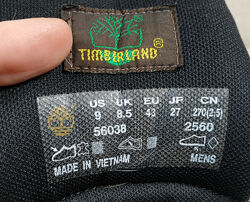 TIMBERLAND ®
US UK EU JP CN
9 8.5 43 27 270(2.5)
56038 2560
MADE IN VIETNAM MENS